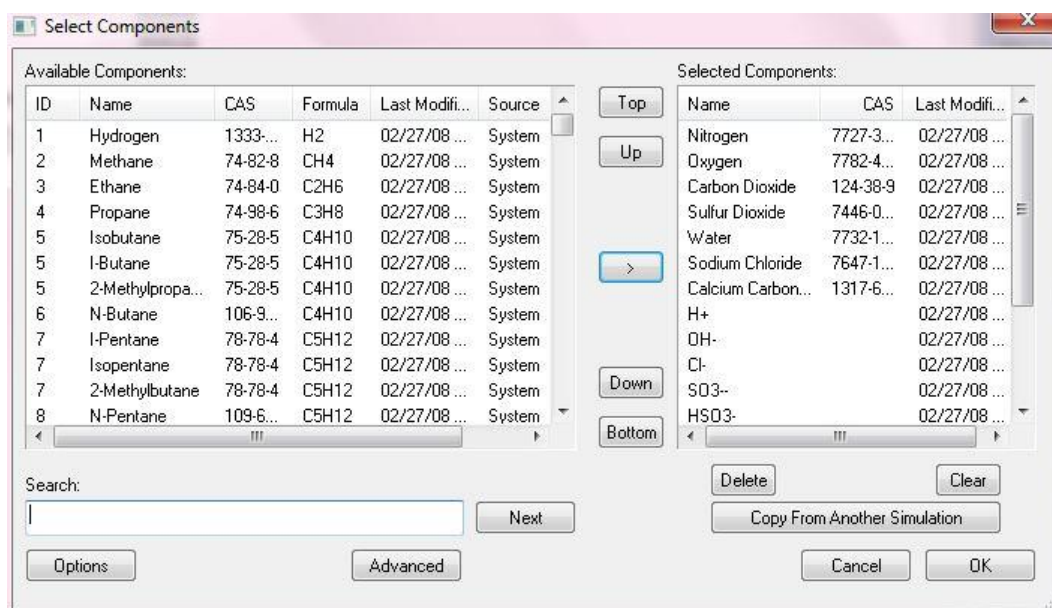 Select Components
Available Components:
ID Name CAS Formula Last Modifi... Source
1 Hydrogen 1333-... H2 02/27/08 ... System
2 Methane 74-82-8 CH4 02/27/08 ... System
3 Ethane 74-84-0 C2H6 02/27/08 ... System
4 Propane 74-98-6 C3H8 02/27/08 ... System
5 Isobutane 75-28-5 C4H10 02/27/08 ... System
5 I-Butane 75-28-5 C4H10 02/27/08 ... System
5 2-Methylpropa... 75-28-5 C4H10 02/27/08 ... System
6 N-Butane 106-9... C4H10 02/27/08 ... System
7 I-Pentane 78-78-4 C5H12 02/27/08 ... System
7 Isopentane 78-78-4 C5H12 02/27/08 ... System
7 2-Methylbutane 78-78-4 C5H12 02/27/08 ... System
8 N-Pentane 109-6... C5H12 02/27/08 ... System
Top
Up
>
Down
Bottom
Selected Components:
Name CAS Last Modifi...
Nitrogen 7727-3... 02/27/08 ...
Oxygen 7782-4... 02/27/08 ...
Carbon Dioxide 124-38-9 02/27/08 ...
Sulfur Dioxide 7446-0... 02/27/08 ...
Water 7732-1... 02/27/08 ...
Sodium Chloride 7647-1... 02/27/08 ...
Calcium Carbon... 1317-6... 02/27/08 ...
H+ 02/27/08 ...
OH- 02/27/08 ...
Cl- 02/27/08 ...
SO3-- 02/27/08 ...
HSO3- 02/27/08 ...
Search:
Next
Options
Advanced
Delete
Clear
Copy From Another Simulation
Cancel
OK